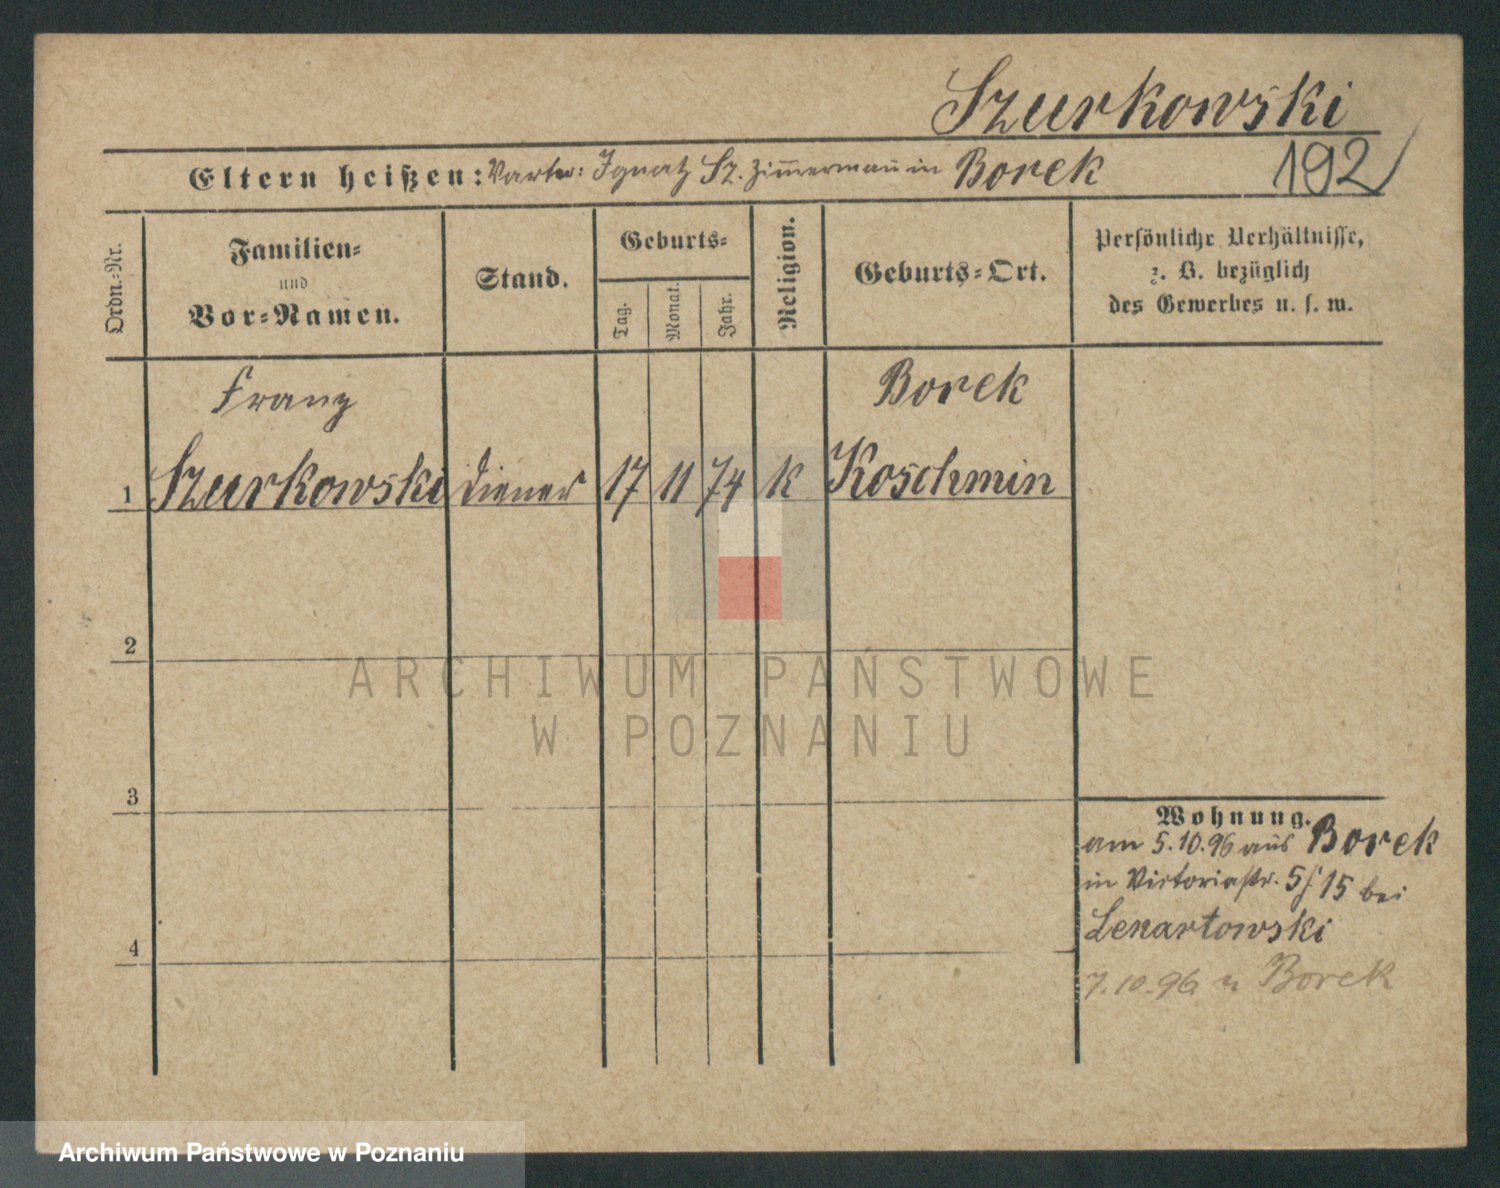 Szurkowski
Eltern heißen: Vater: Ignatz Sz. Zimmermann in Borek 192
Ordn.-Nr.
Familien-
und
Vor-Namen.
Stand.
Geburts-
Tag.
Monat.
Jahr.
Religion.
Geburts-Ort.
Persönliche Verhältnisse,
z. B. bezüglich
des Gewerbes u. s. w.
Franz Borek
1 Szurkowski Diener 17 11 74 k Koschmin
2
ARCHIWUM PAŃSTWOWE
W POZNANIU
3
Wohnung.
am 5.10.96 aus Borek
in Victoriastr. 15 bei
Lenartowski
4
7.10.96 n Borek
Archiwum Państwowe w Poznaniu